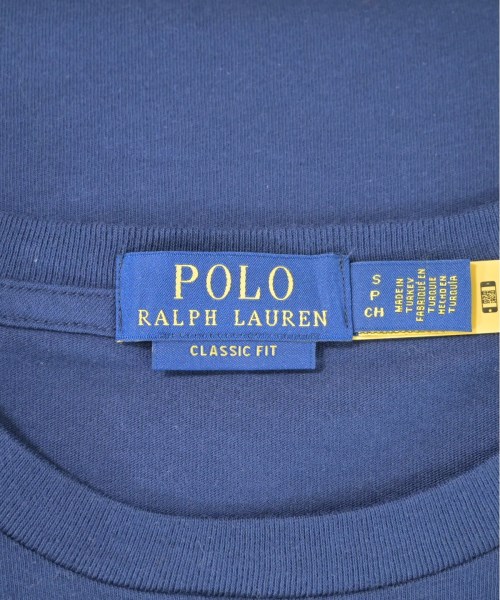 POLO
RALPH LAUREN
CLASSIC FIT
S
P
CH
MADE IN
TURKEY
FABRIQUÉ EN
TURQUIE
HECHO EN
TURQUÍA